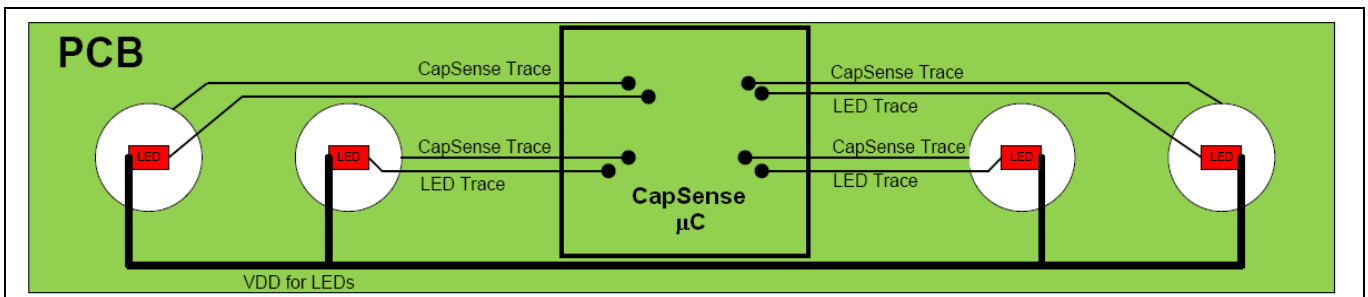 PCB
CapSense Trace
CapSense Trace
LED Trace
LED
LED
CapSense Trace
LED Trace
CapSense Trace
LED Trace
LED
LED
CapSense
μC
VDD for LEDs